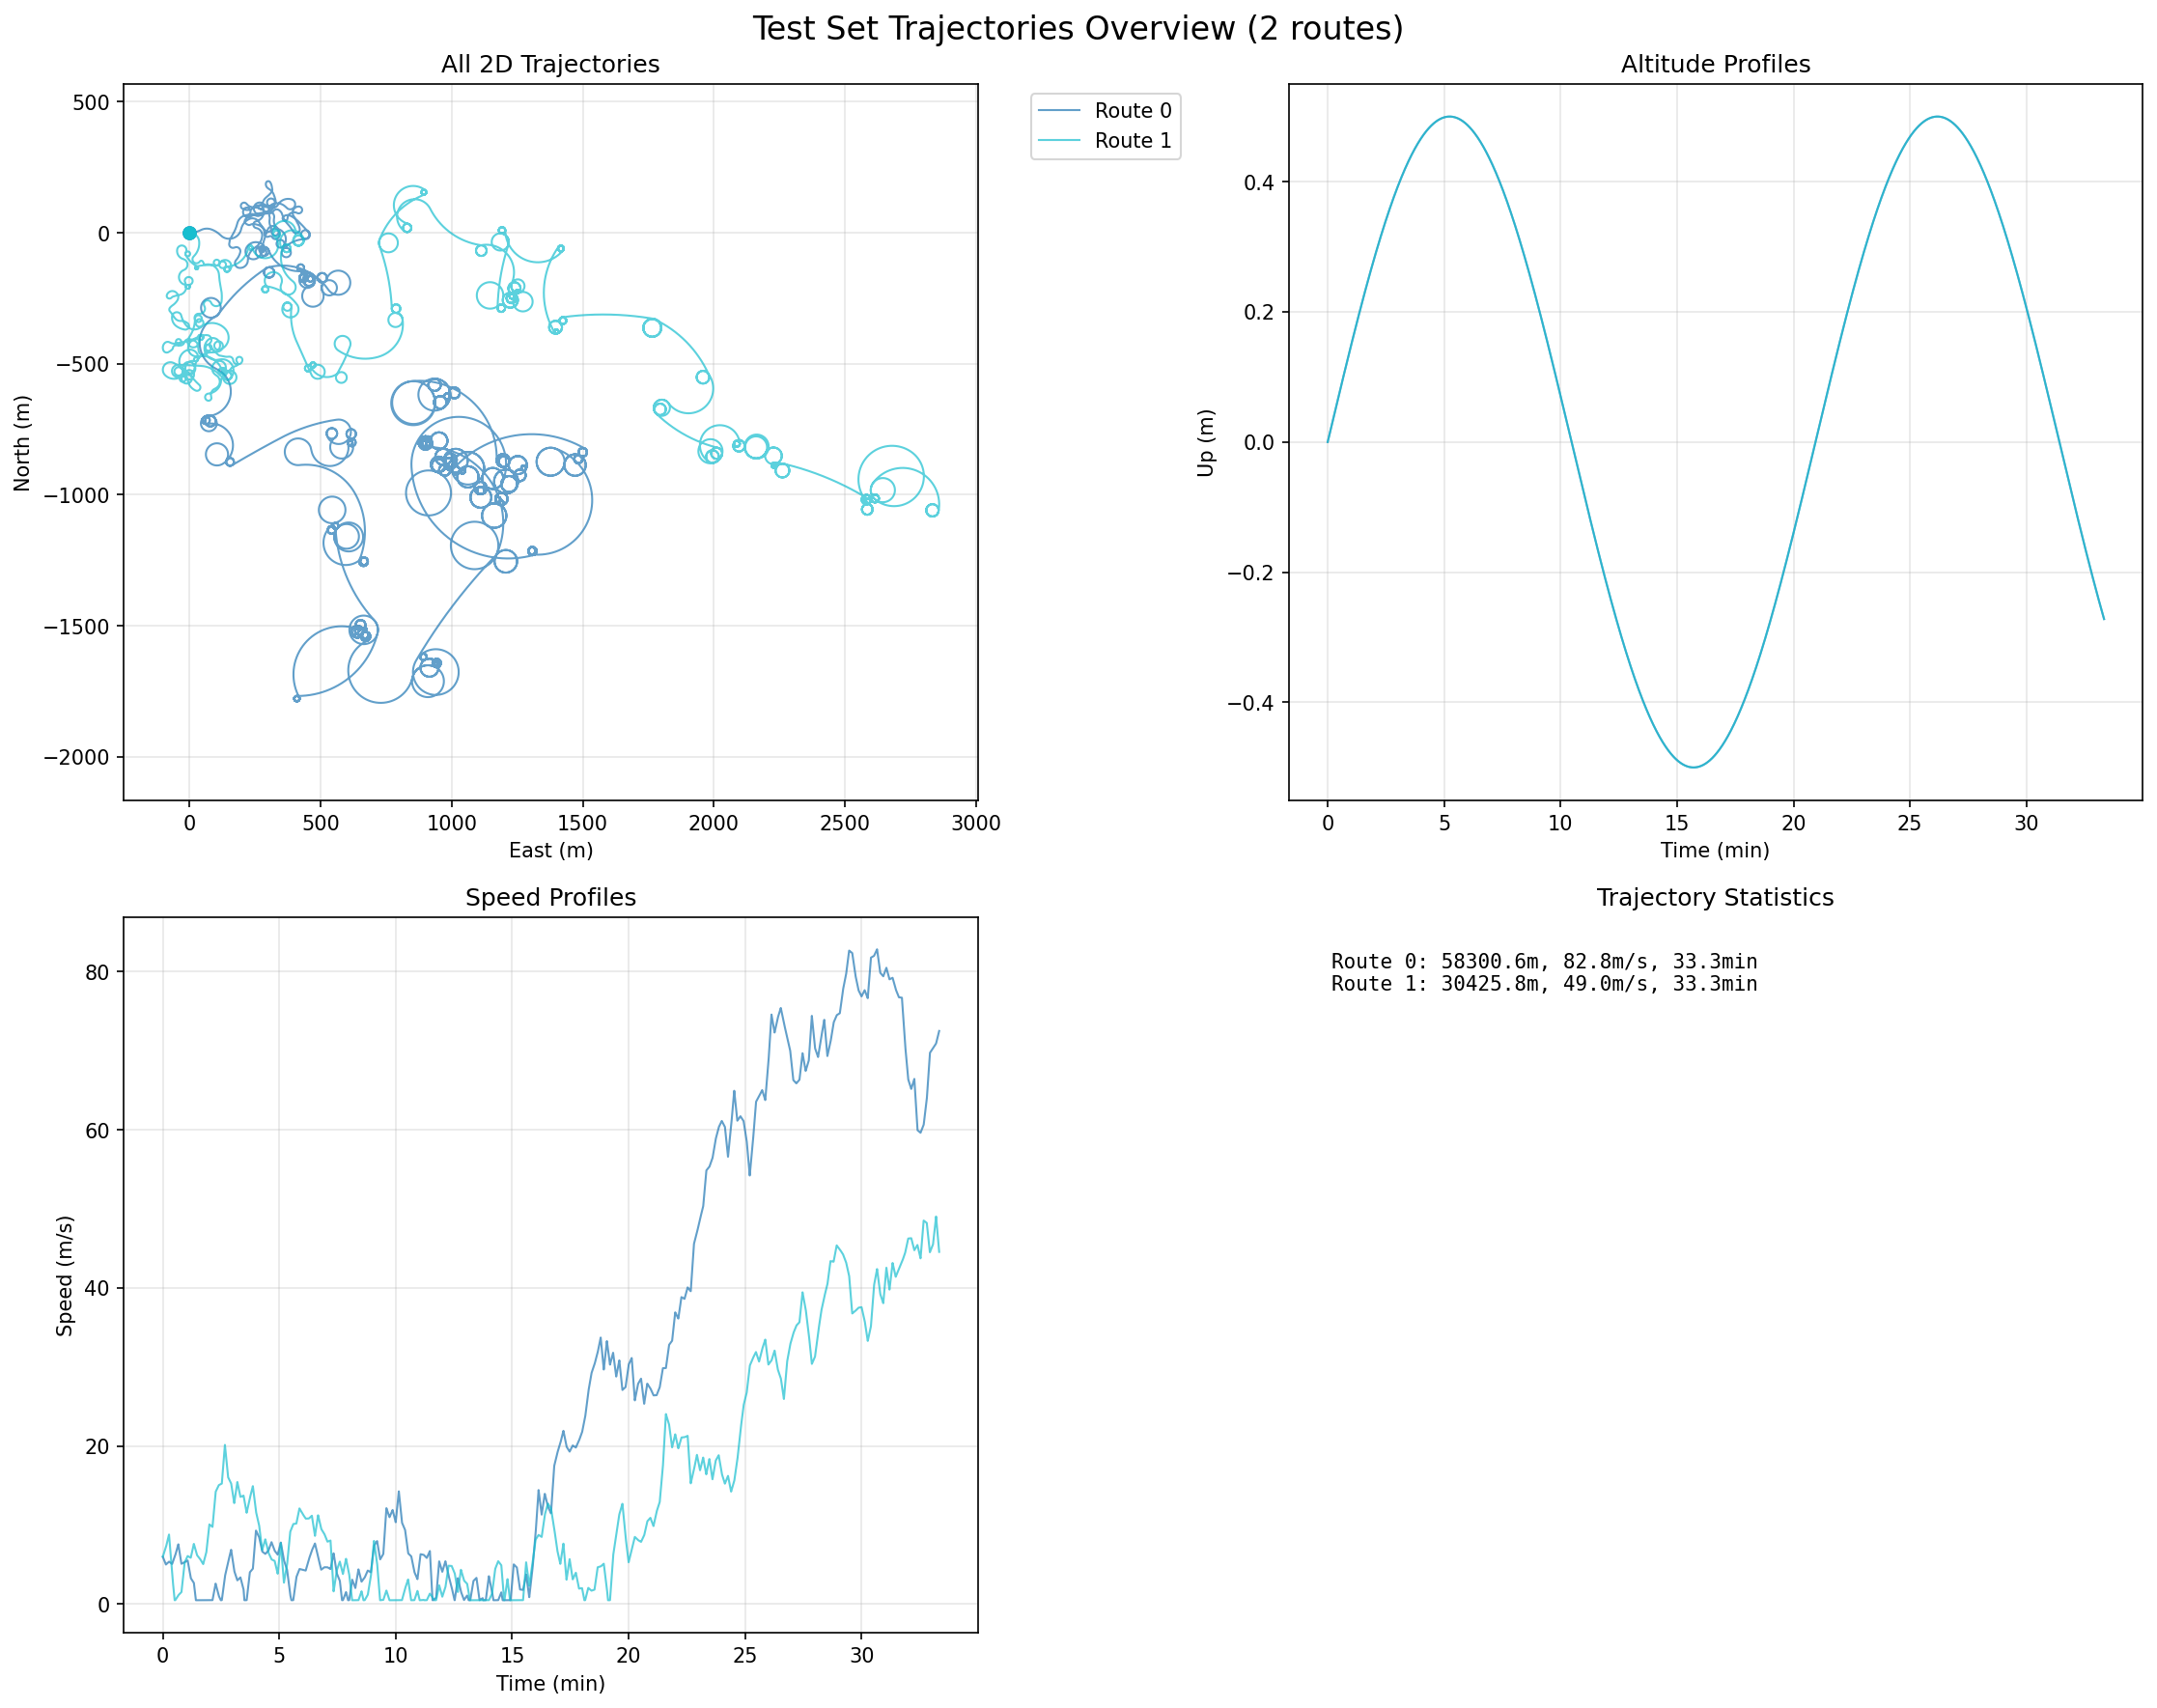 Test Set Trajectories Overview (2 routes)
All 2D Trajectories
500
0
−500
−1000
−1500
−2000
North (m)
0 500 1000 1500 2000 2500 3000
East (m)
Route 0
Route 1
Altitude Profiles
0.4
0.2
0.0
−0.2
−0.4
Up (m)
0 5 10 15 20 25 30
Time (min)
Speed Profiles
80
60
40
20
0
Speed (m/s)
0 5 10 15 20 25 30
Time (min)
Trajectory Statistics
Route 0: 58300.6m, 82.8m/s, 33.3min
Route 1: 30425.8m, 49.0m/s, 33.3min